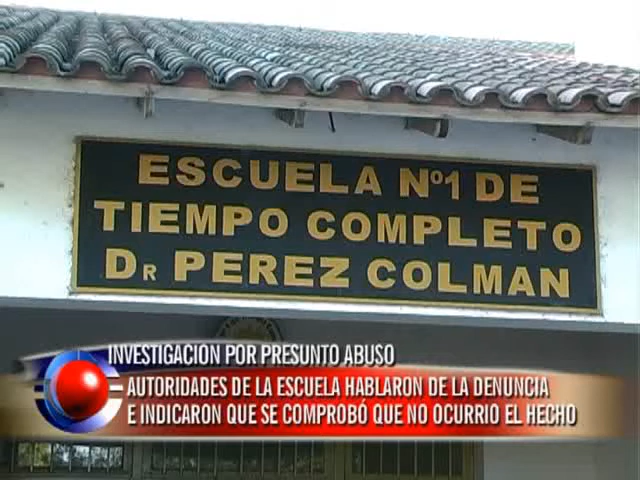 ESCUELA Nº1 DE
TIEMPO COMPLETO
DR PEREZ COLMAN
INVESTIGACION POR PRESUNTO ABUSO
AUTORIDADES DE LA ESCUELA HABLARON DE LA DENUNCIA
E INDICARON QUE SE COMPROBÓ QUE NO OCURRIO EL HECHO